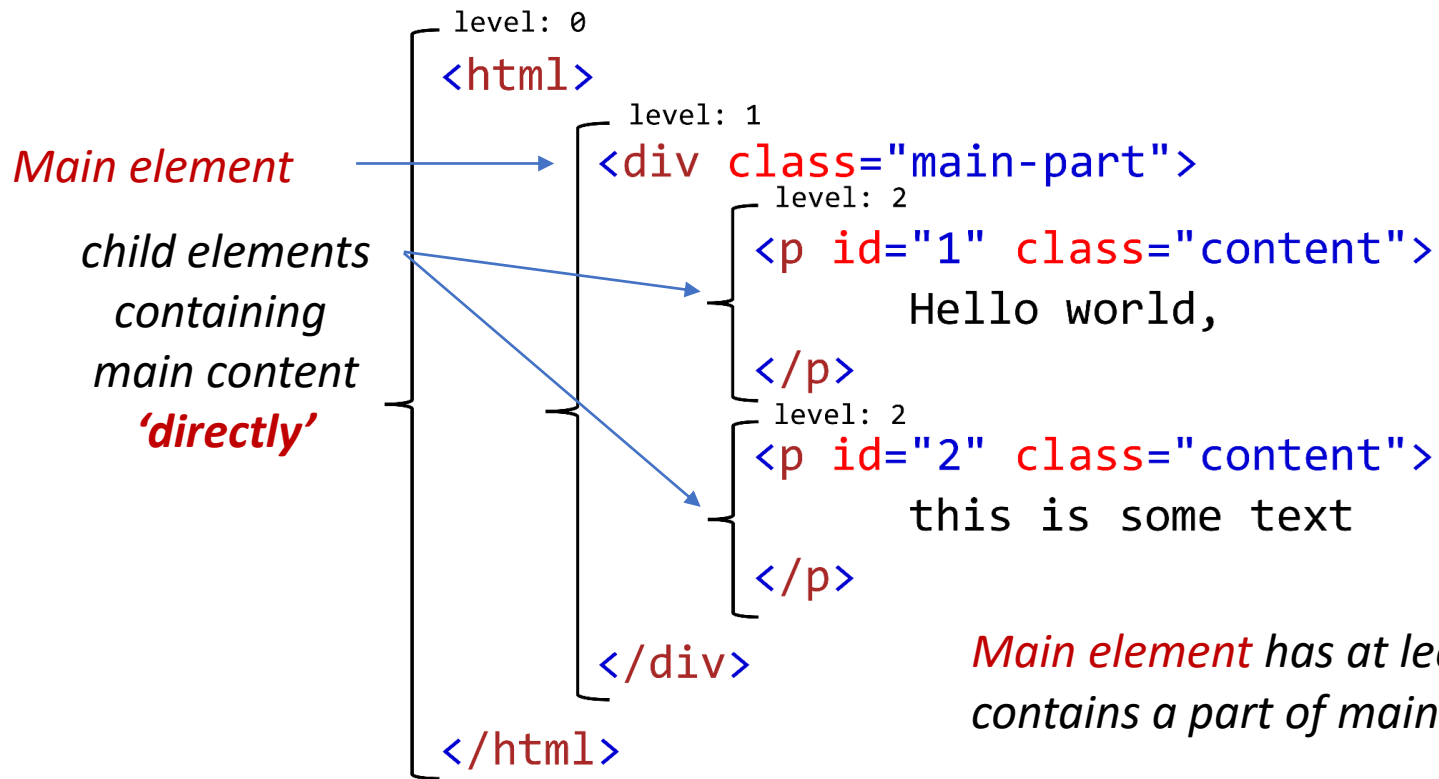 level: 0
<html>
level: 1
Main element
<div class="main-part">
level: 2
child elements
containing
main content
‘directly’
<p id="1" class="content">
Hello world,
</p>
level: 2
<p id="2" class="content">
this is some text
</p>
</div>
Main element has at
contains a part of main
</html>